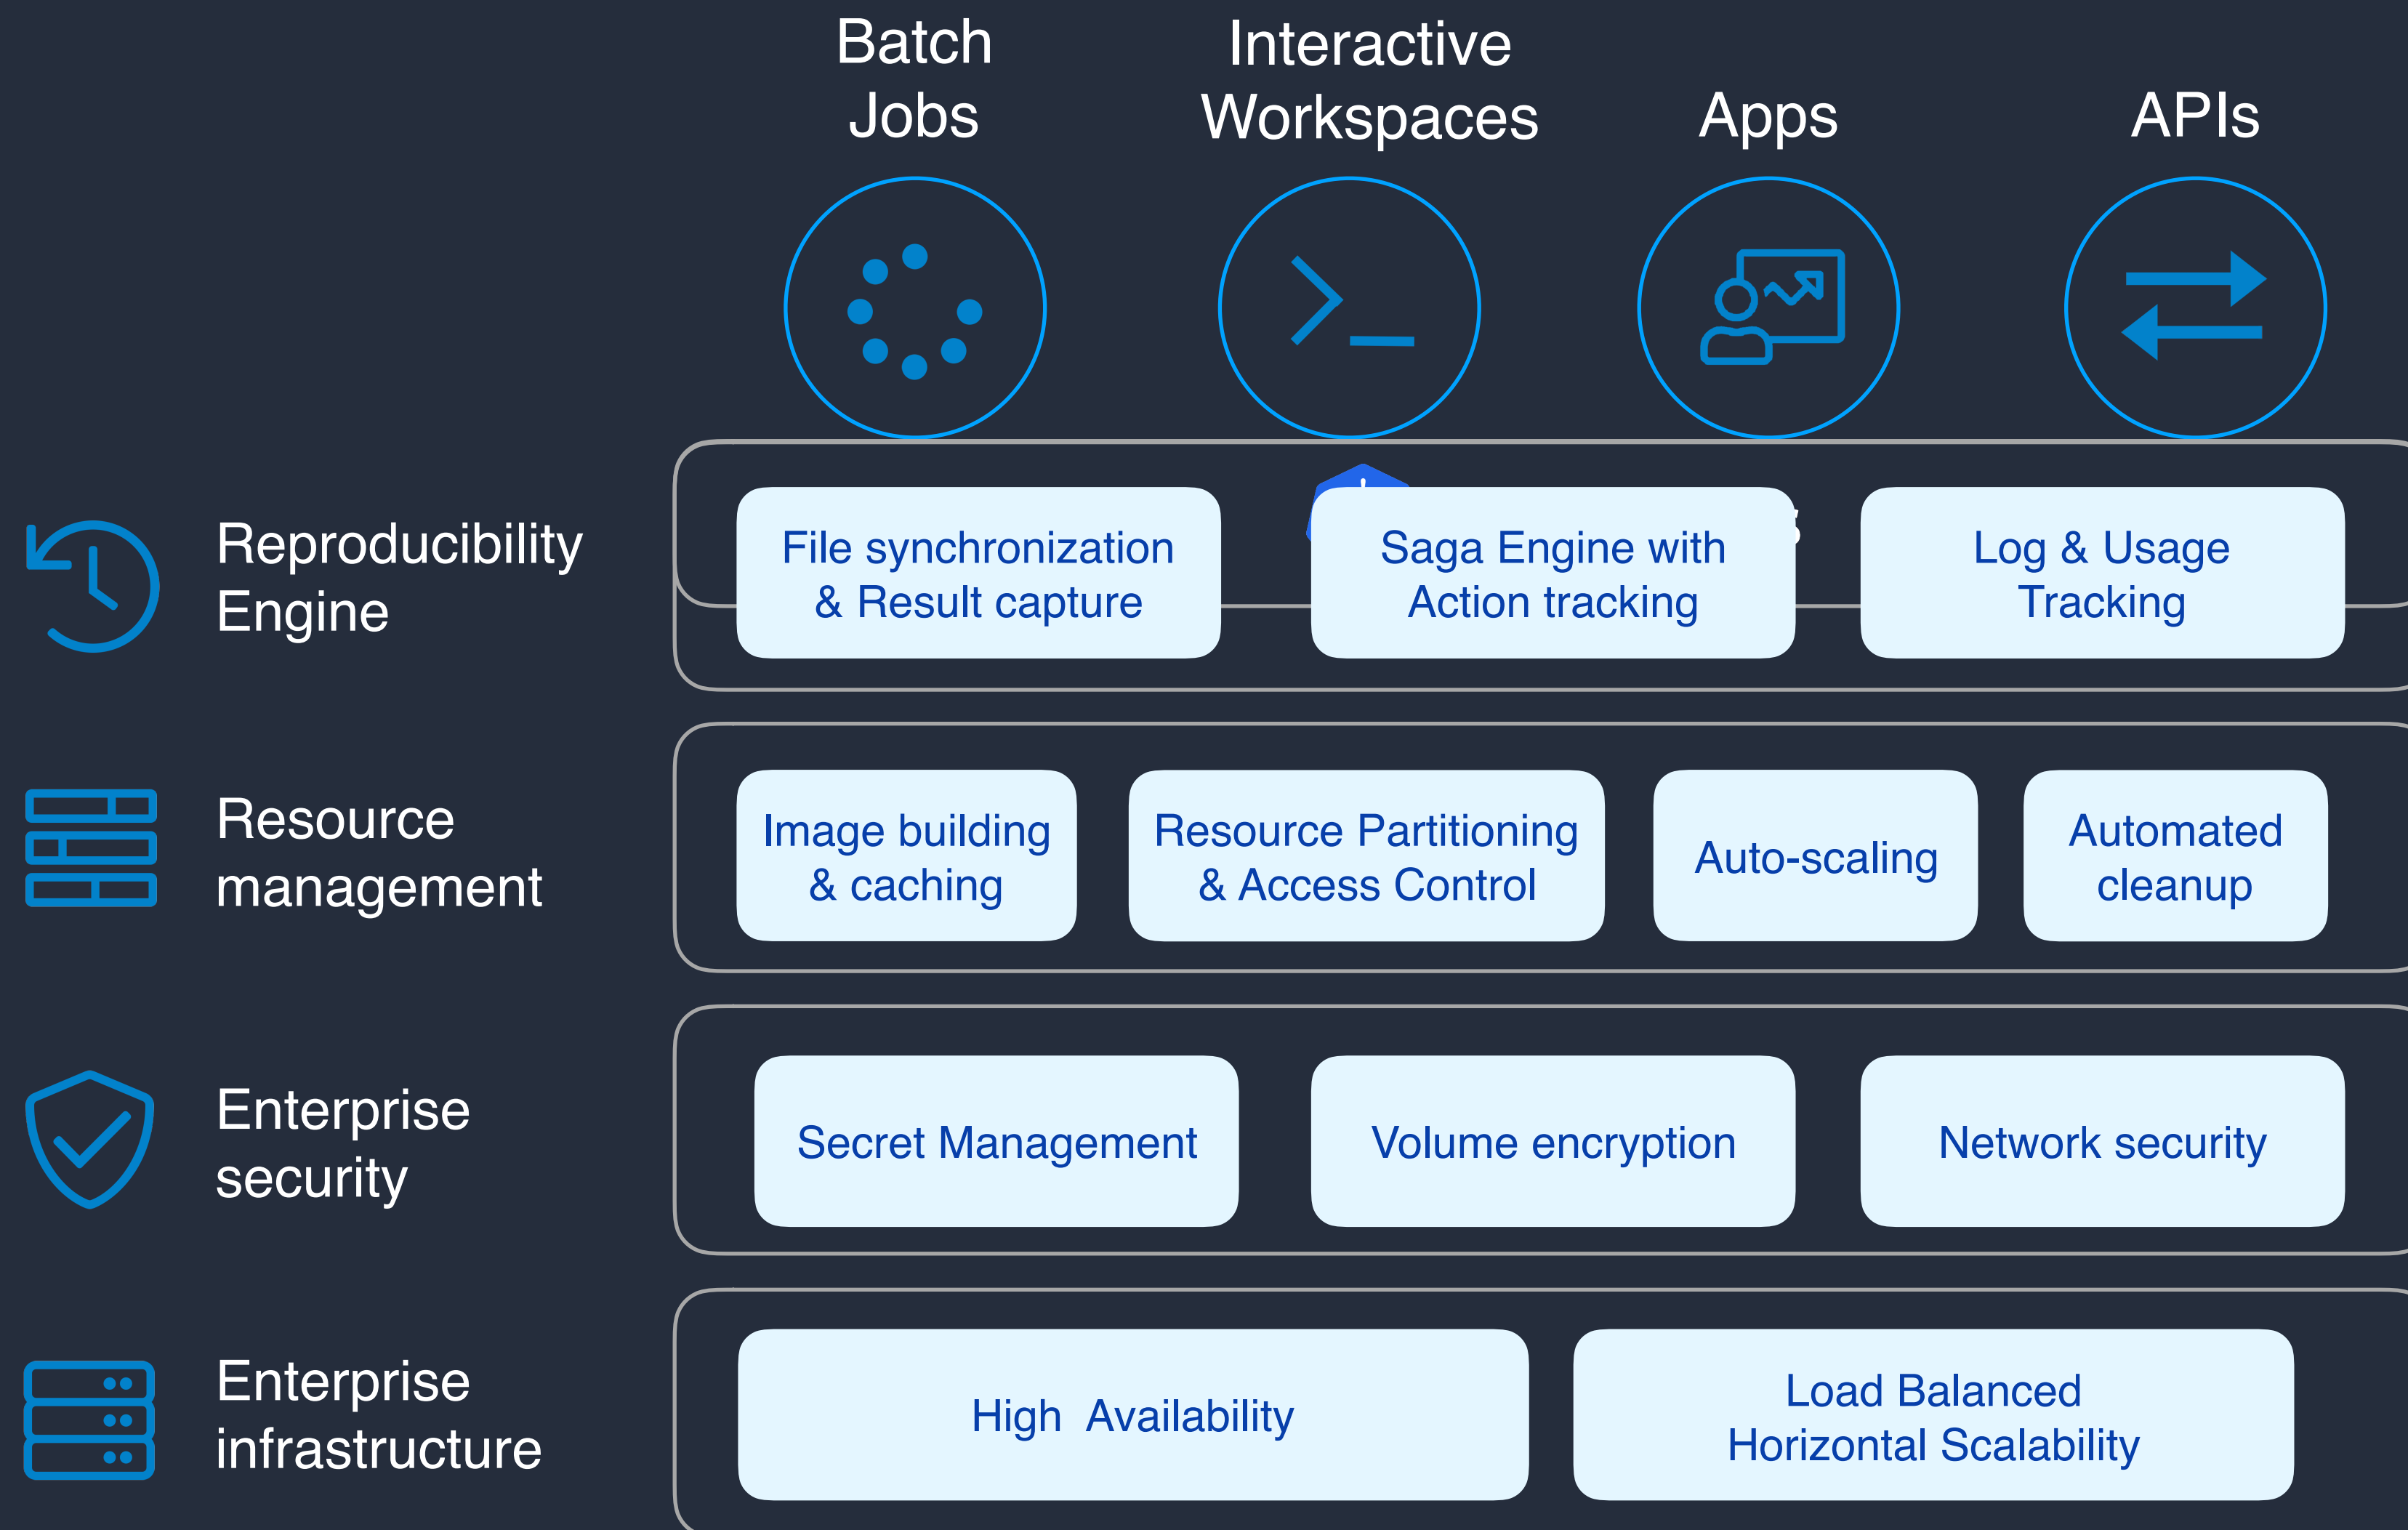 Batch
Jobs
Interactive
Workspaces
Apps
APIs
Reproducibility
Engine
File synchronization
& Result capture
Saga Engine with
Action tracking
Log & Usage
Tracking
Resource
management
Image building
& caching
Resource Partitioning
& Access Control
Auto-scaling
Automated
cleanup
Enterprise
security
Secret Management
Volume encryption
Network security
Enterprise
infrastructure
High  Availability
Load Balanced
Horizontal Scalability